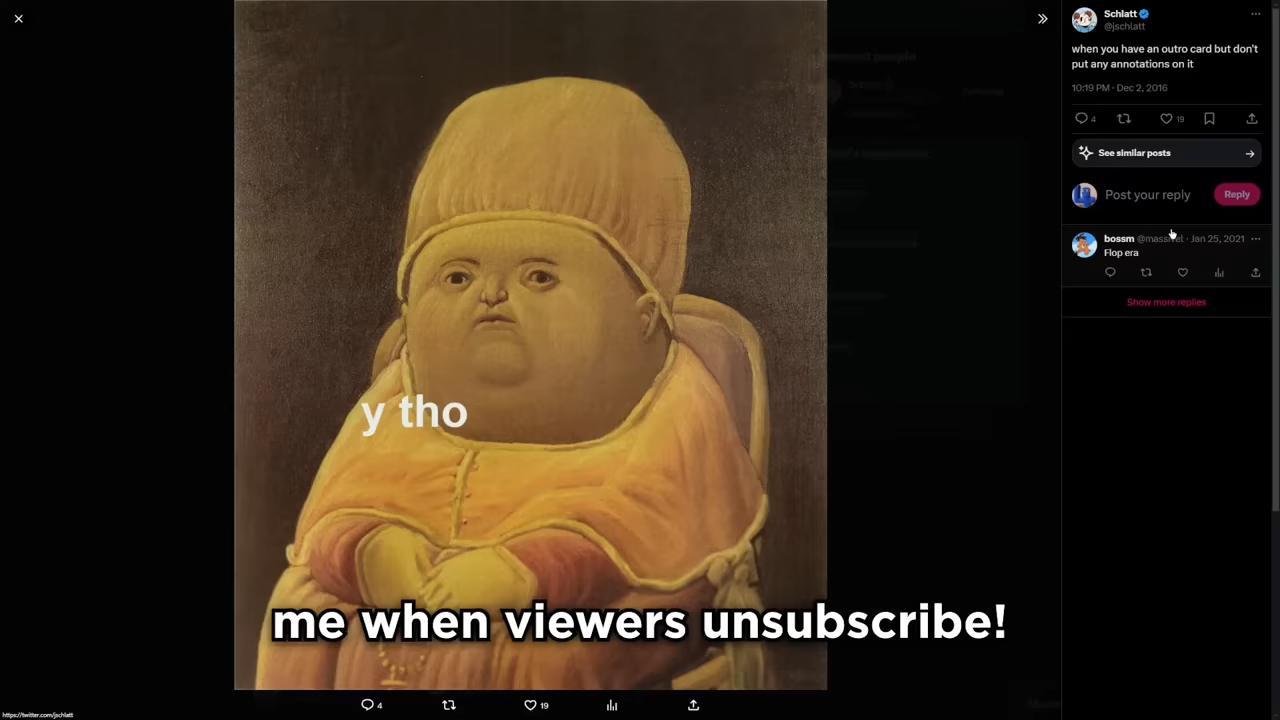 y tho
me when viewers unsubscribe!
4
19
https://twitter.com/jschlatt
Schlatt
@jschlatt
when you have an outro card but don't
put any annotations on it
10:19 PM · Dec 2, 2016
4
19
See similar posts
Post your reply
Reply
bossm · Jan 25, 2021
Flop era
Show more replies